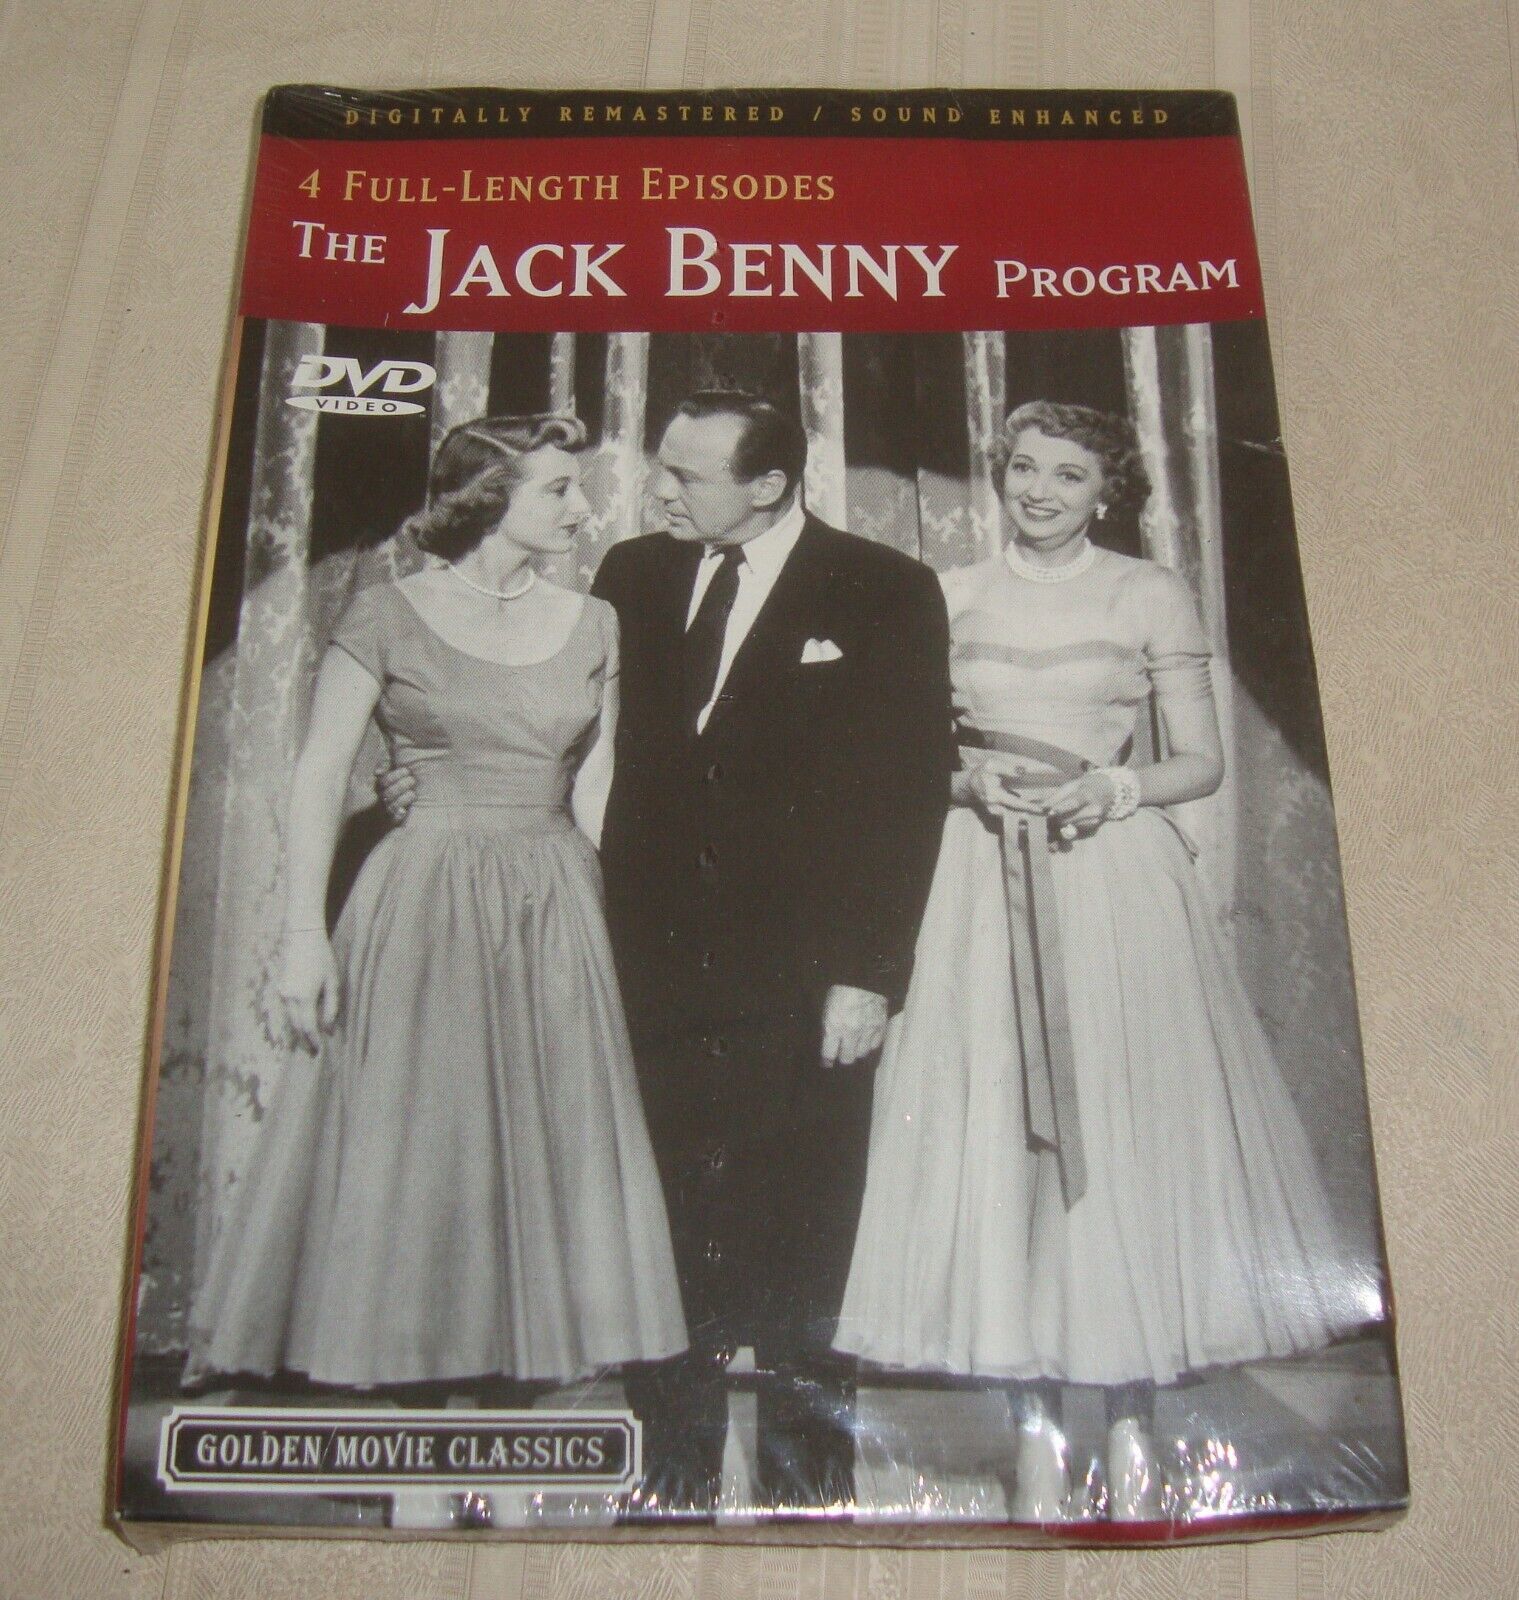 DIGITALLY REMASTERED / SOUND ENHANCED
4 FULL-LENGTH EPISODES
THE JACK BENNY PROGRAM
DVD
VIDEO
GOLDEN MOVIE CLASSICS